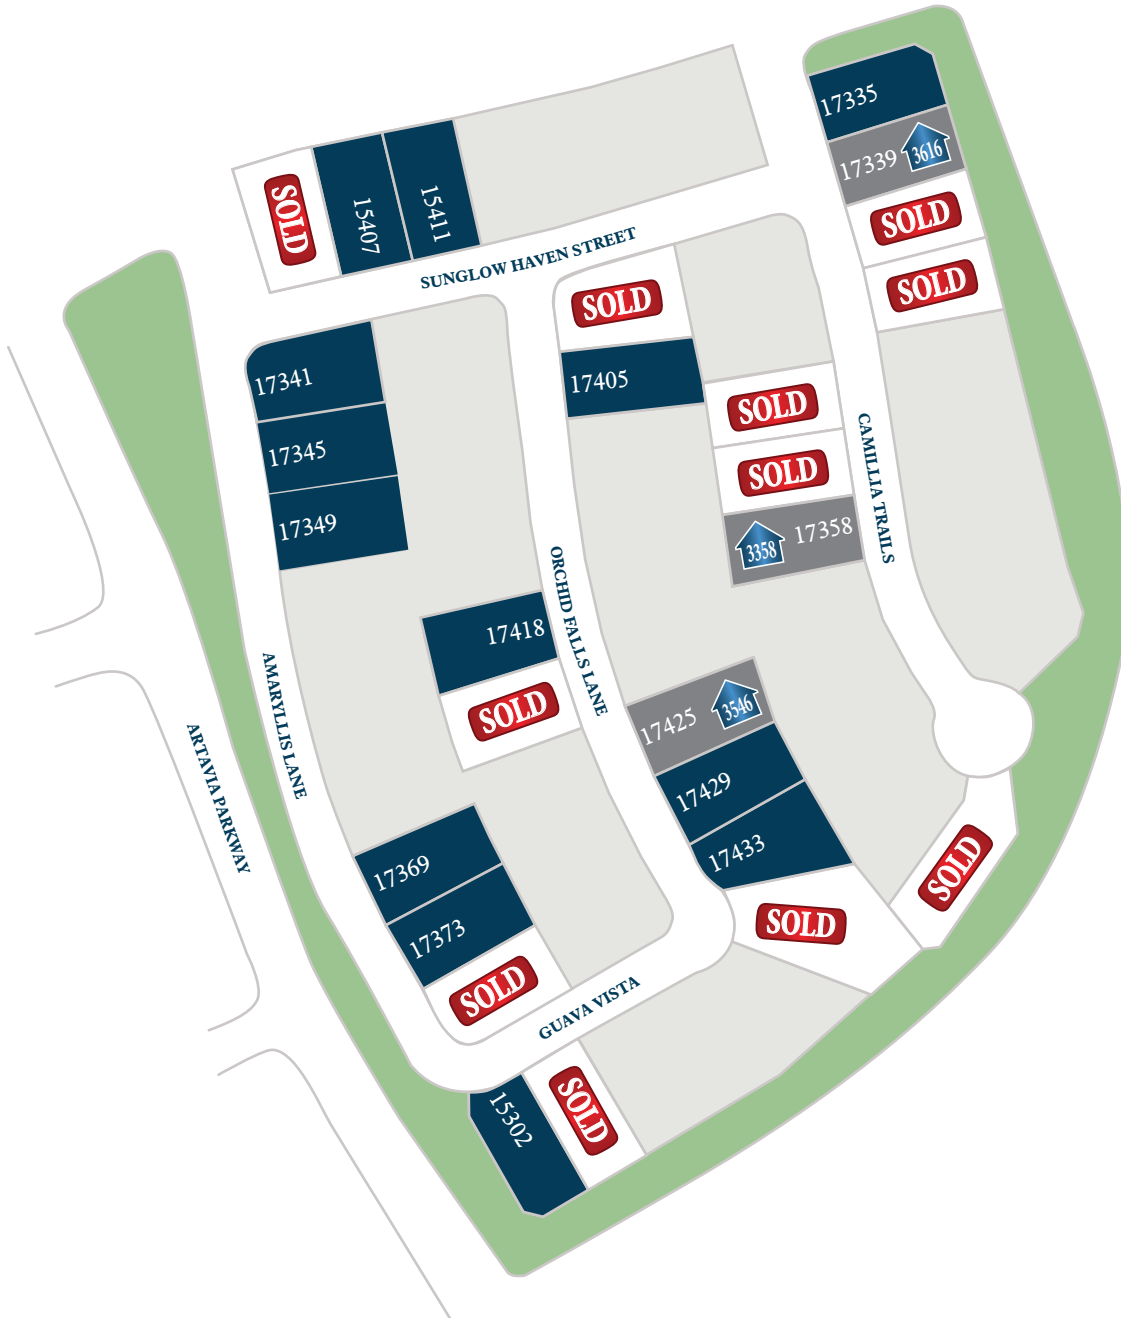 17335
17339
3616
SOLD
SOLD
SOLD
15407
15411
SUNGLOW HAVEN STREET
SOLD
17405
17341
17345
17349
SOLD
SOLD
3358
17358
CAMILLIA TRAILS
ORCHID FALLS LANE
17418
SOLD
AMARYLLIS LANE
ARTAVIA PARKWAY
17425
3546
17429
17433
SOLD
SOLD
17369
17373
SOLD
GUAVA VISTA
15302
SOLD